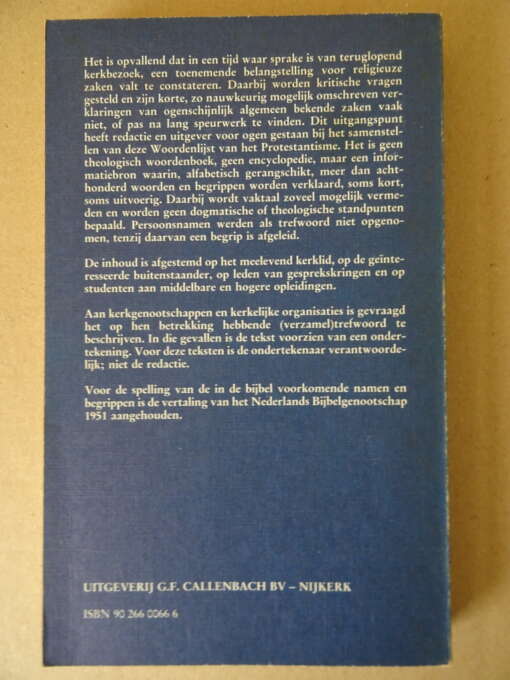 Het is opvallend dat in een tijd waar sprake is van teruglopend
kerkbezoek, een toenemende belangstelling voor religieuze
zaken valt te constateren. Daarbij worden kritische vragen
gesteld en zijn korte, zo nauwkeurig mogelijk omschreven ver-
klaringen van ogenschijnlijk algemeen bekende zaken vaak
niet, of pas na lang speurwerk te vinden. Dit uitgangspunt
heeft redactie en uitgever voor ogen gestaan bij het samenstel-
len van deze Woordenlijst van het Protestantisme. Het is geen
theologisch woordenboek, geen encyclopedie, maar een infor-
matiebron waarin, alfabetisch gerangschikt, meer dan acht-
honderd woorden en begrippen worden verklaard, soms kort,
soms uitvoerig. Daarbij wordt vaktaal zoveel mogelijk verme-
den en worden geen dogmatische of theologische standpunten
bepaald. Persoonsnamen werden als trefwoord niet opgeno-
men, tenzij daarvan een begrip is afgeleid.
De inhoud is afgestemd op het meelevend kerklid, op de geïnte-
resseerde buitenstaander, op leden van gesprekskringen en op
studenten aan middelbare en hogere opleidingen.
Aan kerkgenootschappen en kerkelijke organisaties is gevraagd
het op hen betrekking hebbende (verzamel)trefwoord te
beschrijven. In die gevallen is de tekst voorzien van een onder-
tekening. Voor deze teksten is de ondertekenaar verantwoorde-
lijk; niet de redactie.
Voor de spelling van de in de bijbel voorkomende namen en
begrippen is de vertaling van het Nederlands Bijbelgenootschap
1951 aangehouden.
UITGEVERIJ G.F. CALLENBACH BV – NIJKERK
ISBN 90 266 0066 6